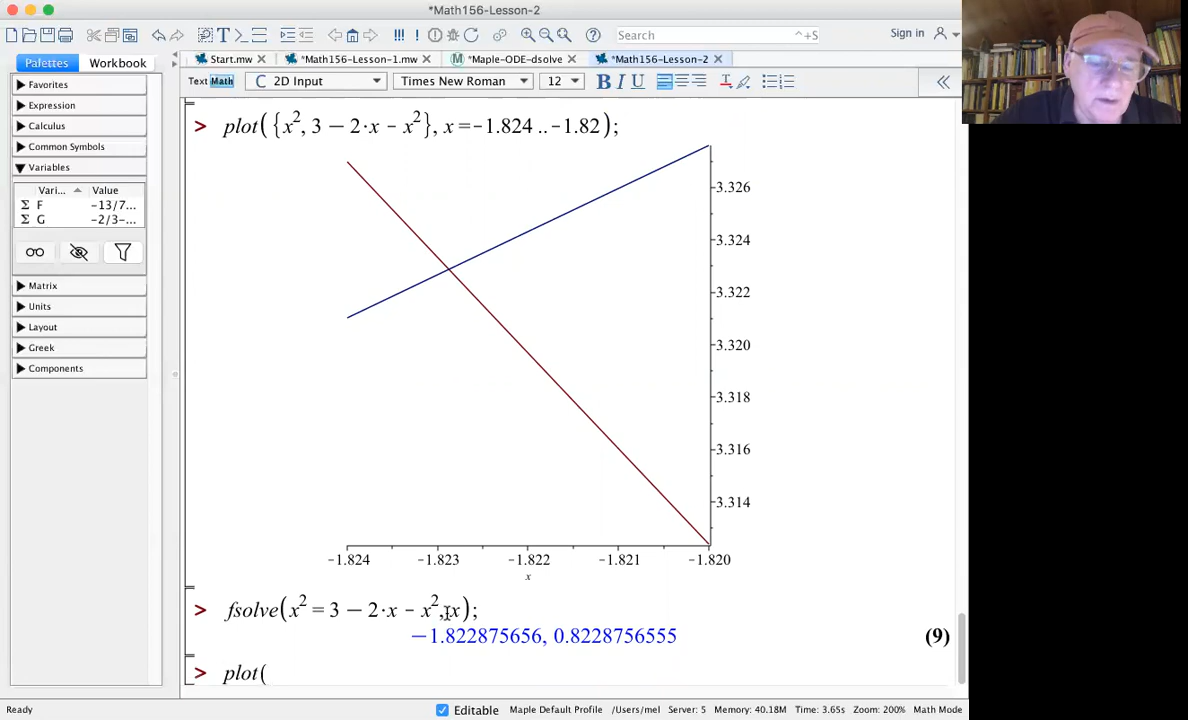 *Math156-Lesson-2
Search ^+S
Sign in
Palettes Workbook
Start.mw *Math156-Lesson-1.mw *Maple-ODE-dsolve *Math156-Lesson-2
Text Math C 2D Input Times New Roman 12 B I U
Favorites
Expression
Calculus
Common Symbols
Variables
Vari... Value
Σ F -13/7...
Σ G -2/3-...
Matrix
Units
Layout
Greek
Components
> plot({x², 3 − 2·x − x²}, x = −1.824 .. −1.82);
3.326
3.324
3.322
3.320
3.318
3.316
3.314
-1.824 -1.823 -1.822 -1.821 -1.820
x
> fsolve(x² = 3 − 2·x − x², x);
−1.822875656, 0.8228756555 (9)
> plot(
Ready Editable Maple Default Profile /Users/mel Server: 5 Memory: 40.18M Time: 3.65s Zoom: 200% Math Mode